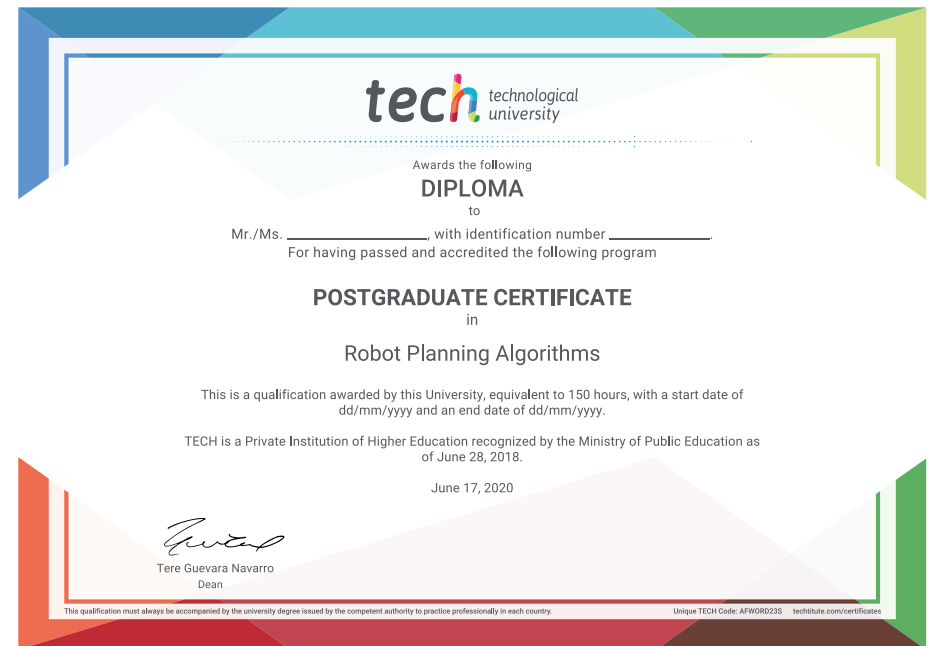 tech technological
university
Awards the following
DIPLOMA
to
Mr./Ms. ____________________, with identification number ______________.
For having passed and accredited the following program
POSTGRADUATE CERTIFICATE
in
Robot Planning Algorithms
This is a qualification awarded by this University, equivalent to 150 hours, with a start date of
dd/mm/yyyy and an end date of dd/mm/yyyy.
TECH is a Private Institution of Higher Education recognized by the Ministry of Public Education as
of June 28, 2018.
June 17, 2020
Tere Guevara Navarro
Dean
This qualification must always be accompanied by the university degree issued by the competent authority to practice professionally in each country.
Unique TECH Code: AFWORD23S techtitute.com/certificates